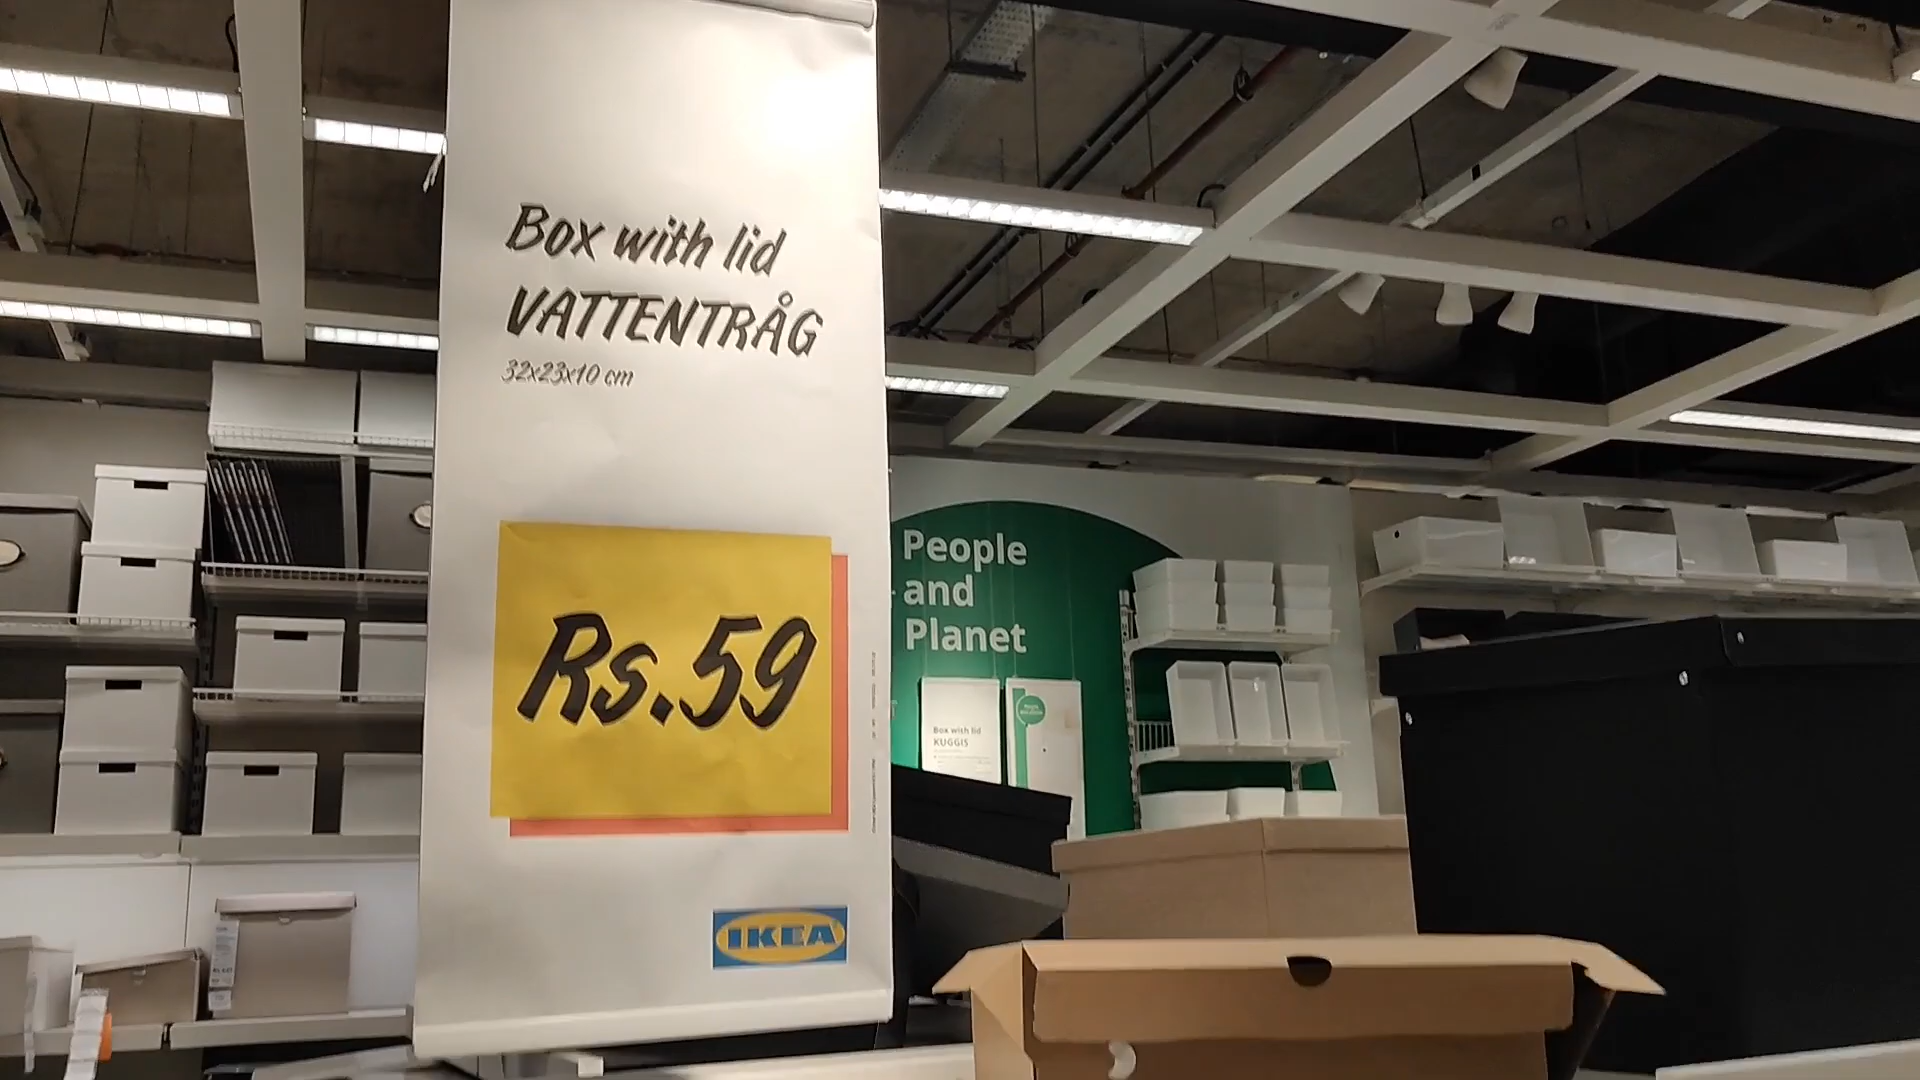 Box with lid
VATTENTRÅG
32x23x10 cm
Rs.59
IKEA
People
and
Planet
Box with lid
KUGGIS